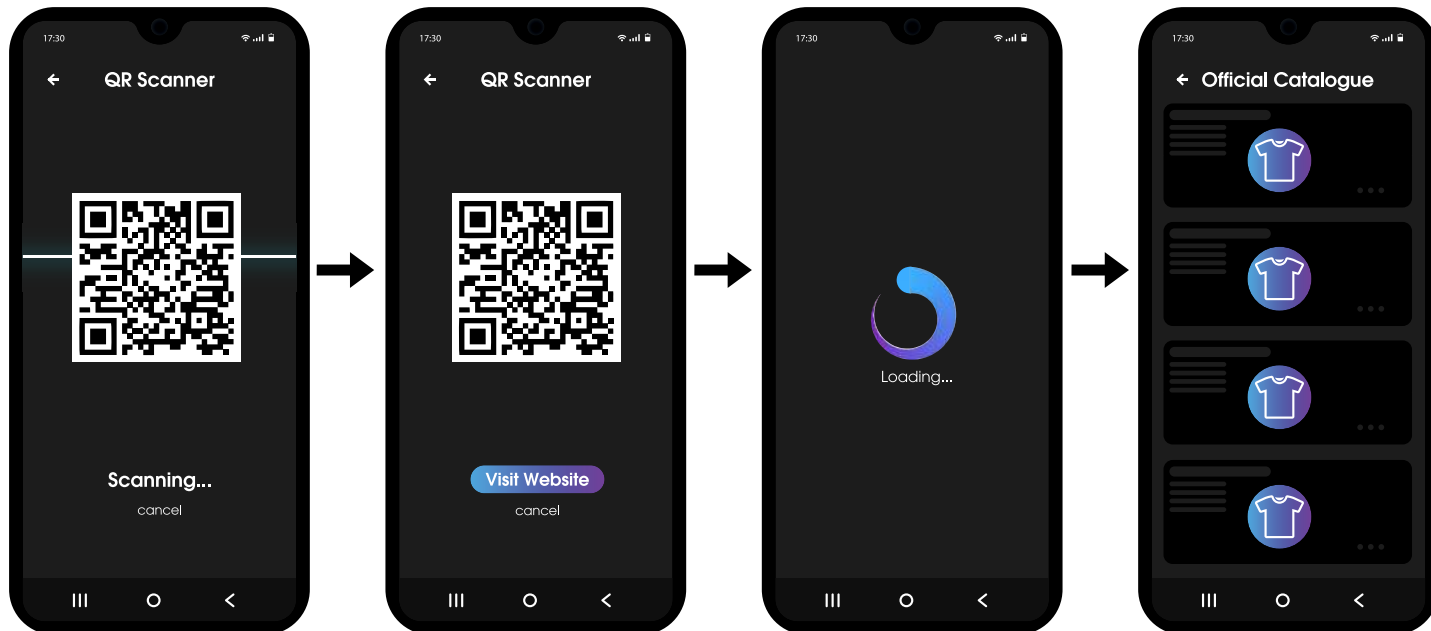 17:30
QR Scanner
Scanning...
cancel
17:30
QR Scanner
Visit Website
cancel
17:30
Loading...
17:30
Official Catalogue